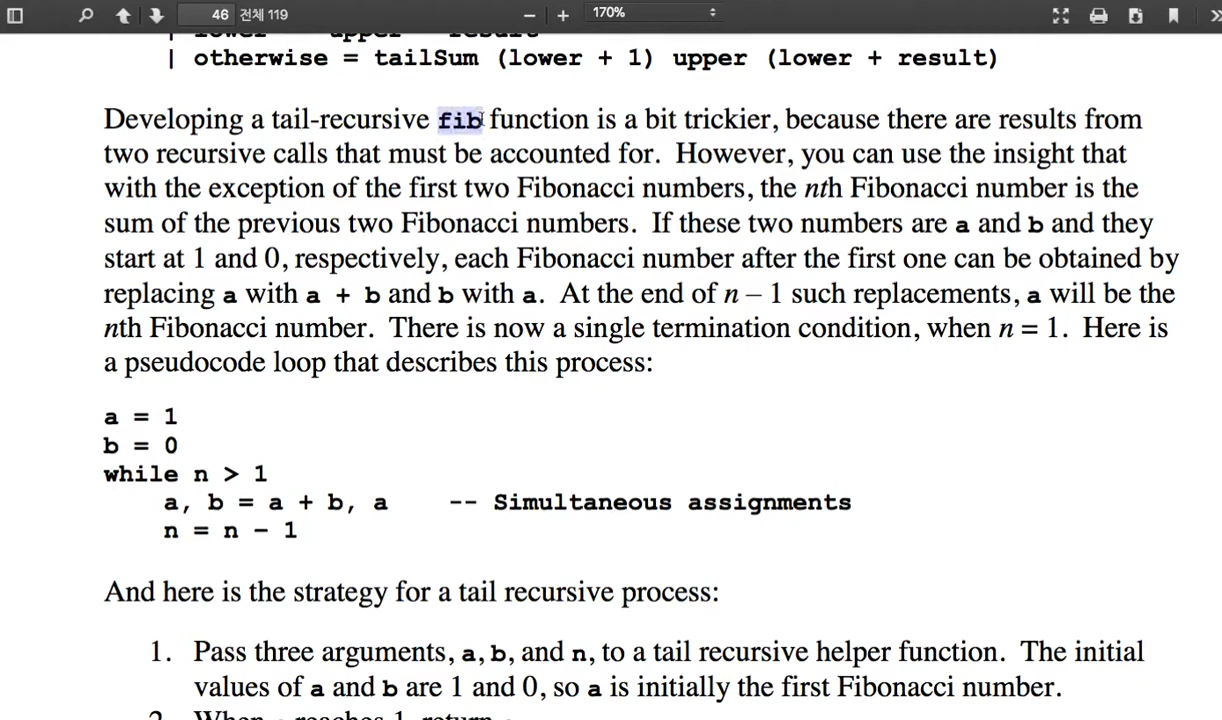 46 전체 119
170%
| lower upper result
| otherwise = tailSum (lower + 1) upper (lower + result)
Developing a tail-recursive fib function is a bit trickier, because there are results from
two recursive calls that must be accounted for. However, you can use the insight that
with the exception of the first two Fibonacci numbers, the nth Fibonacci number is the
sum of the previous two Fibonacci numbers. If these two numbers are a and b and they
start at 1 and 0, respectively, each Fibonacci number after the first one can be obtained by
replacing a with a + b and b with a. At the end of n – 1 such replacements, a will be the
nth Fibonacci number. There is now a single termination condition, when n = 1. Here is
a pseudocode loop that describes this process:
a = 1
b = 0
while n > 1
a, b = a + b, a -- Simultaneous assignments
n = n - 1
And here is the strategy for a tail recursive process:
1. Pass three arguments, a, b, and n, to a tail recursive helper function. The initial
values of a and b are 1 and 0, so a is initially the first Fibonacci number.
2. When n reaches 1, return